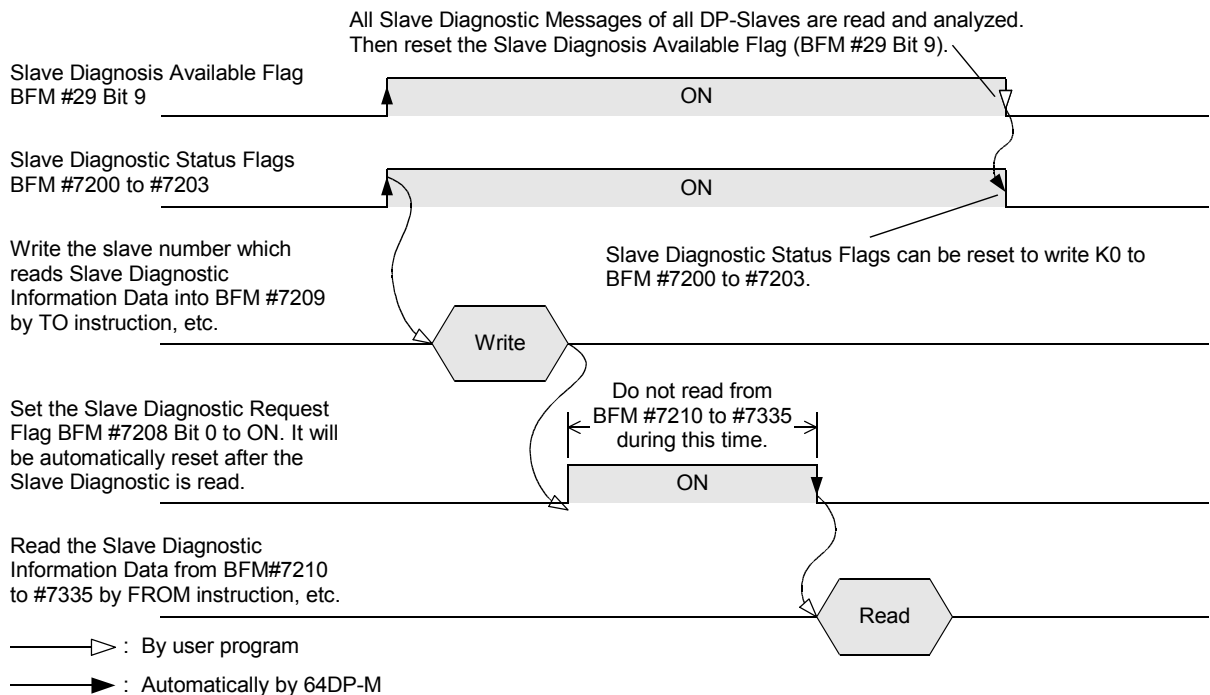 All Slave Diagnostic Messages of all DP-Slaves are read and analyzed.
Then reset the Slave Diagnosis Available Flag (BFM #29 Bit 9).
Slave Diagnosis Available Flag
BFM #29 Bit 9
ON
Slave Diagnostic Status Flags
BFM #7200 to #7203
ON
Slave Diagnostic Status Flags can be reset to write K0 to
BFM #7200 to #7203.
Write the slave number which
reads Slave Diagnostic
Information Data into BFM #7209
by TO instruction, etc.
Write
Do not read from
BFM #7210 to #7335
during this time.
Set the Slave Diagnostic Request
Flag BFM #7208 Bit 0 to ON. It will
be automatically reset after the
Slave Diagnostic is read.
ON
Read the Slave Diagnostic
Information Data from BFM#7210
to #7335 by FROM instruction, etc.
Read
: By user program
: Automatically by 64DP-M